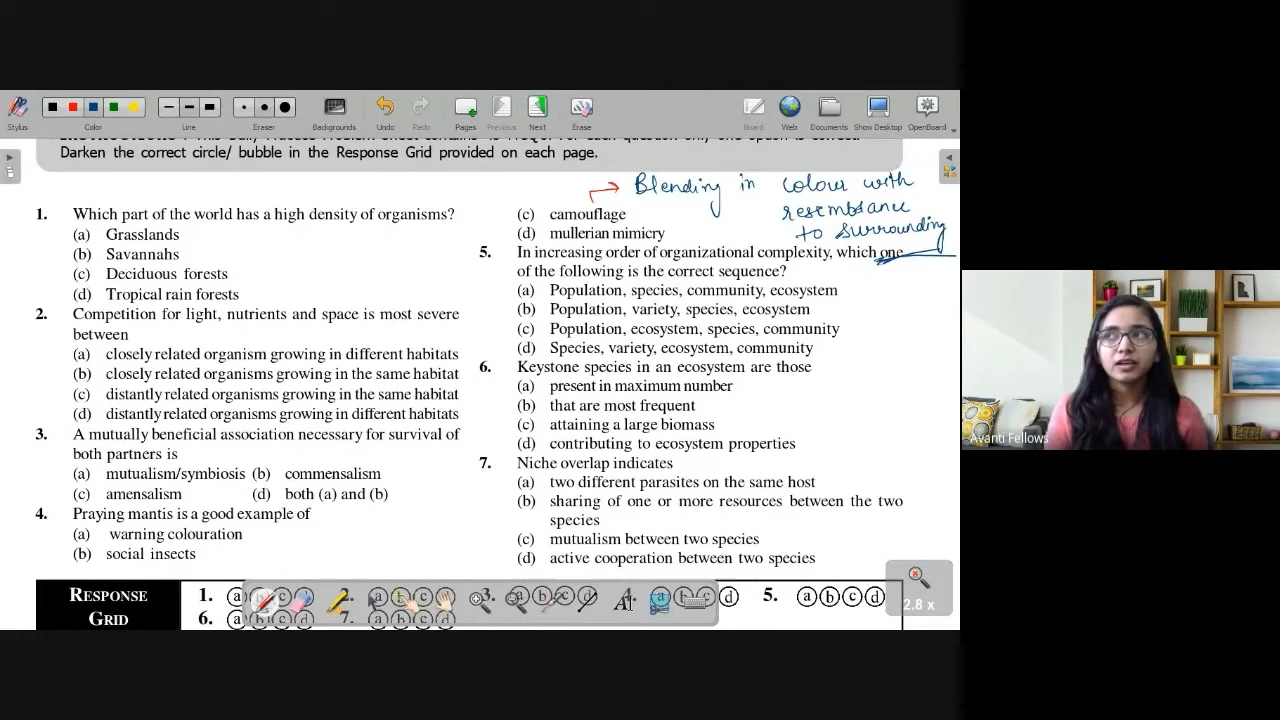 Stylus
Color
Line
Eraser
Backgrounds
Undo
Redo
Pages
Previous
Next
Erase
Board
Web
Documents
Show Desktop
OpenBoard
Darken the correct circle/ bubble in the Response Grid provided on each page.
1. Which part of the world has a high density of organisms?
(a) Grasslands
(b) Savannahs
(c) Deciduous forests
(d) Tropical rain forests
2. Competition for light, nutrients and space is most severe
between
(a) closely related organism growing in different habitats
(b) closely related organisms growing in the same habitat
(c) distantly related organisms growing in the same habitat
(d) distantly related organisms growing in different habitats
3. A mutually beneficial association necessary for survival of
both partners is
(a) mutualism/symbiosis (b) commensalism
(c) amensalism (d) both (a) and (b)
4. Praying mantis is a good example of
(a) warning colouration
(b) social insects
Blending in colour with
resemblance
to surrounding
(c) camouflage
(d) mullerian mimicry
5. In increasing order of organizational complexity, which one
of the following is the correct sequence?
(a) Population, species, community, ecosystem
(b) Population, variety, species, ecosystem
(c) Population, ecosystem, species, community
(d) Species, variety, ecosystem, community
6. Keystone species in an ecosystem are those
(a) present in maximum number
(b) that are most frequent
(c) attaining a large biomass
(d) contributing to ecosystem properties
7. Niche overlap indicates
(a) two different parasites on the same host
(b) sharing of one or more resources between the two
species
(c) mutualism between two species
(d) active cooperation between two species
RESPONSE
GRID
1. a b c d 2. a b c d 3. a b c d 4. a b c d 5. a b c d
6. a b c d 7. a b c d
2.8 x
Avanti Fellows